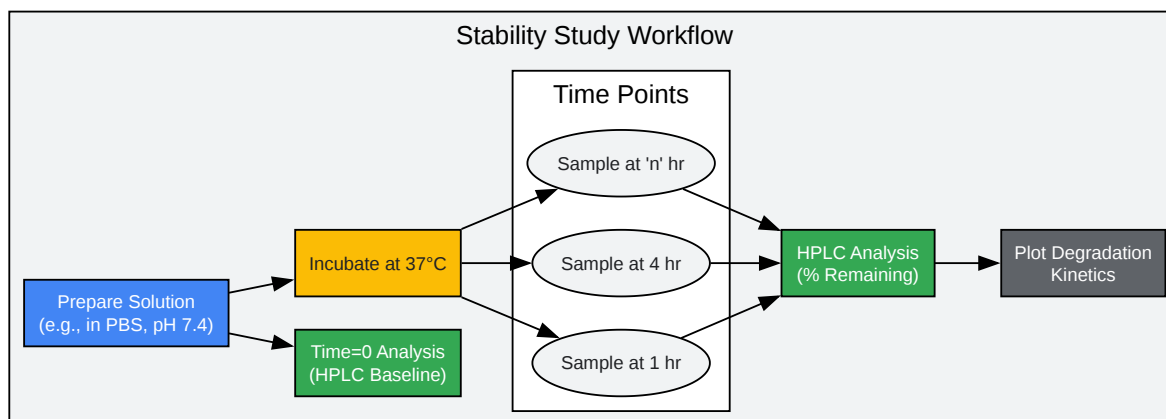 Stability Study Workflow
Time Points
Sample at 'n' hr
Incubate at 37°C
Sample at 4 hr
HPLC Analysis
(% Remaining)
Plot Degradation
Kinetics
Prepare Solution
(e.g., in PBS, pH 7.4)
Time=0 Analysis
(HPLC Baseline)
Sample at 1 hr